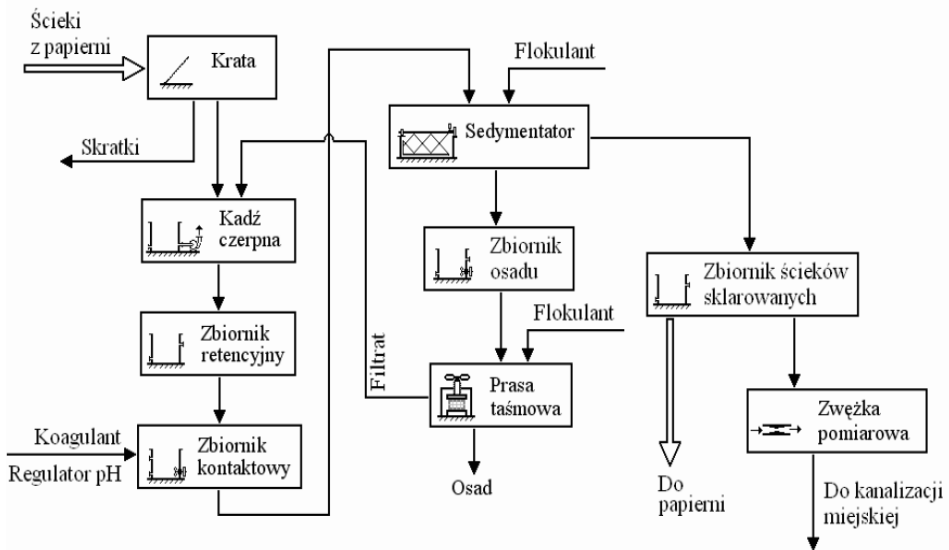 Ścieki
z papierni
Krata
Skratki
Flokulant
Sedymentator
Kadź
czerpna
Zbiornik
osadu
Zbiornik ścieków
sklarowanych
Zbiornik
retencyjny
Filtrat
Flokulant
Prasa
taśmowa
Zwężka
pomiarowa
Koagulant
Regulator pH
Zbiornik
kontaktowy
Osad
Do
papierni
Do kanalizacji
miejskiej